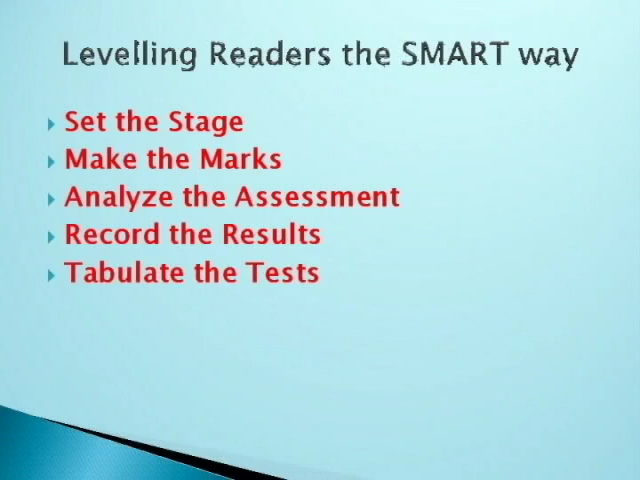 Levelling Readers the SMART way
Set the Stage
Make the Marks
Analyze the Assessment
Record the Results
Tabulate the Tests